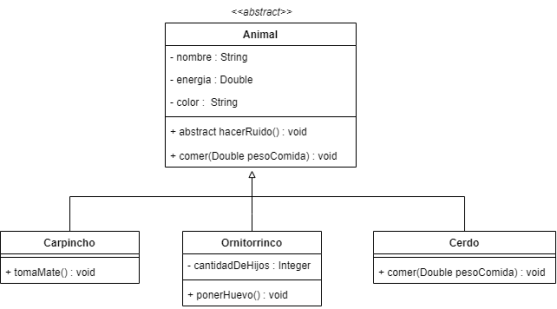 <<abstract>>
Animal
- nombre : String
- energia : Double
- color :  String
+ abstract hacerRuido() : void
+ comer(Double pesoComida) : void
Carpincho
+ tomaMate() : void
Ornitorrinco
- cantidadDeHijos : Integer
+ ponerHuevo() : void
Cerdo
+ comer(Double pesoComida) : void